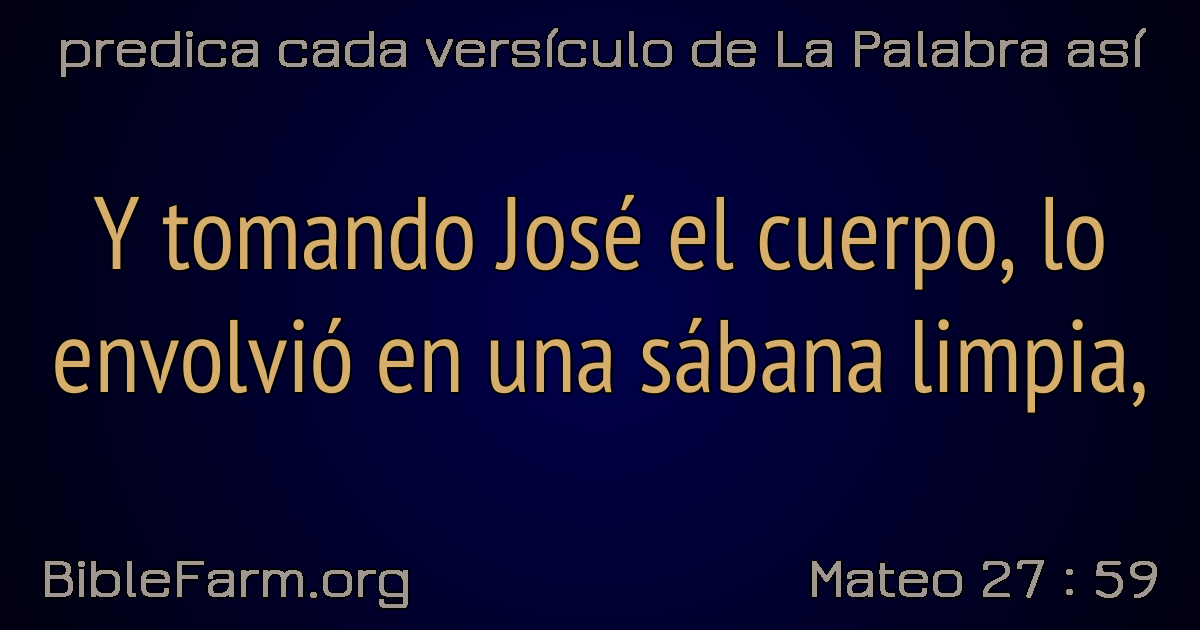 predica cada versículo de La Palabra así
Y tomando José el cuerpo, lo
envolvió en una sábana limpia,
BibleFarm.org
Mateo 27 : 59